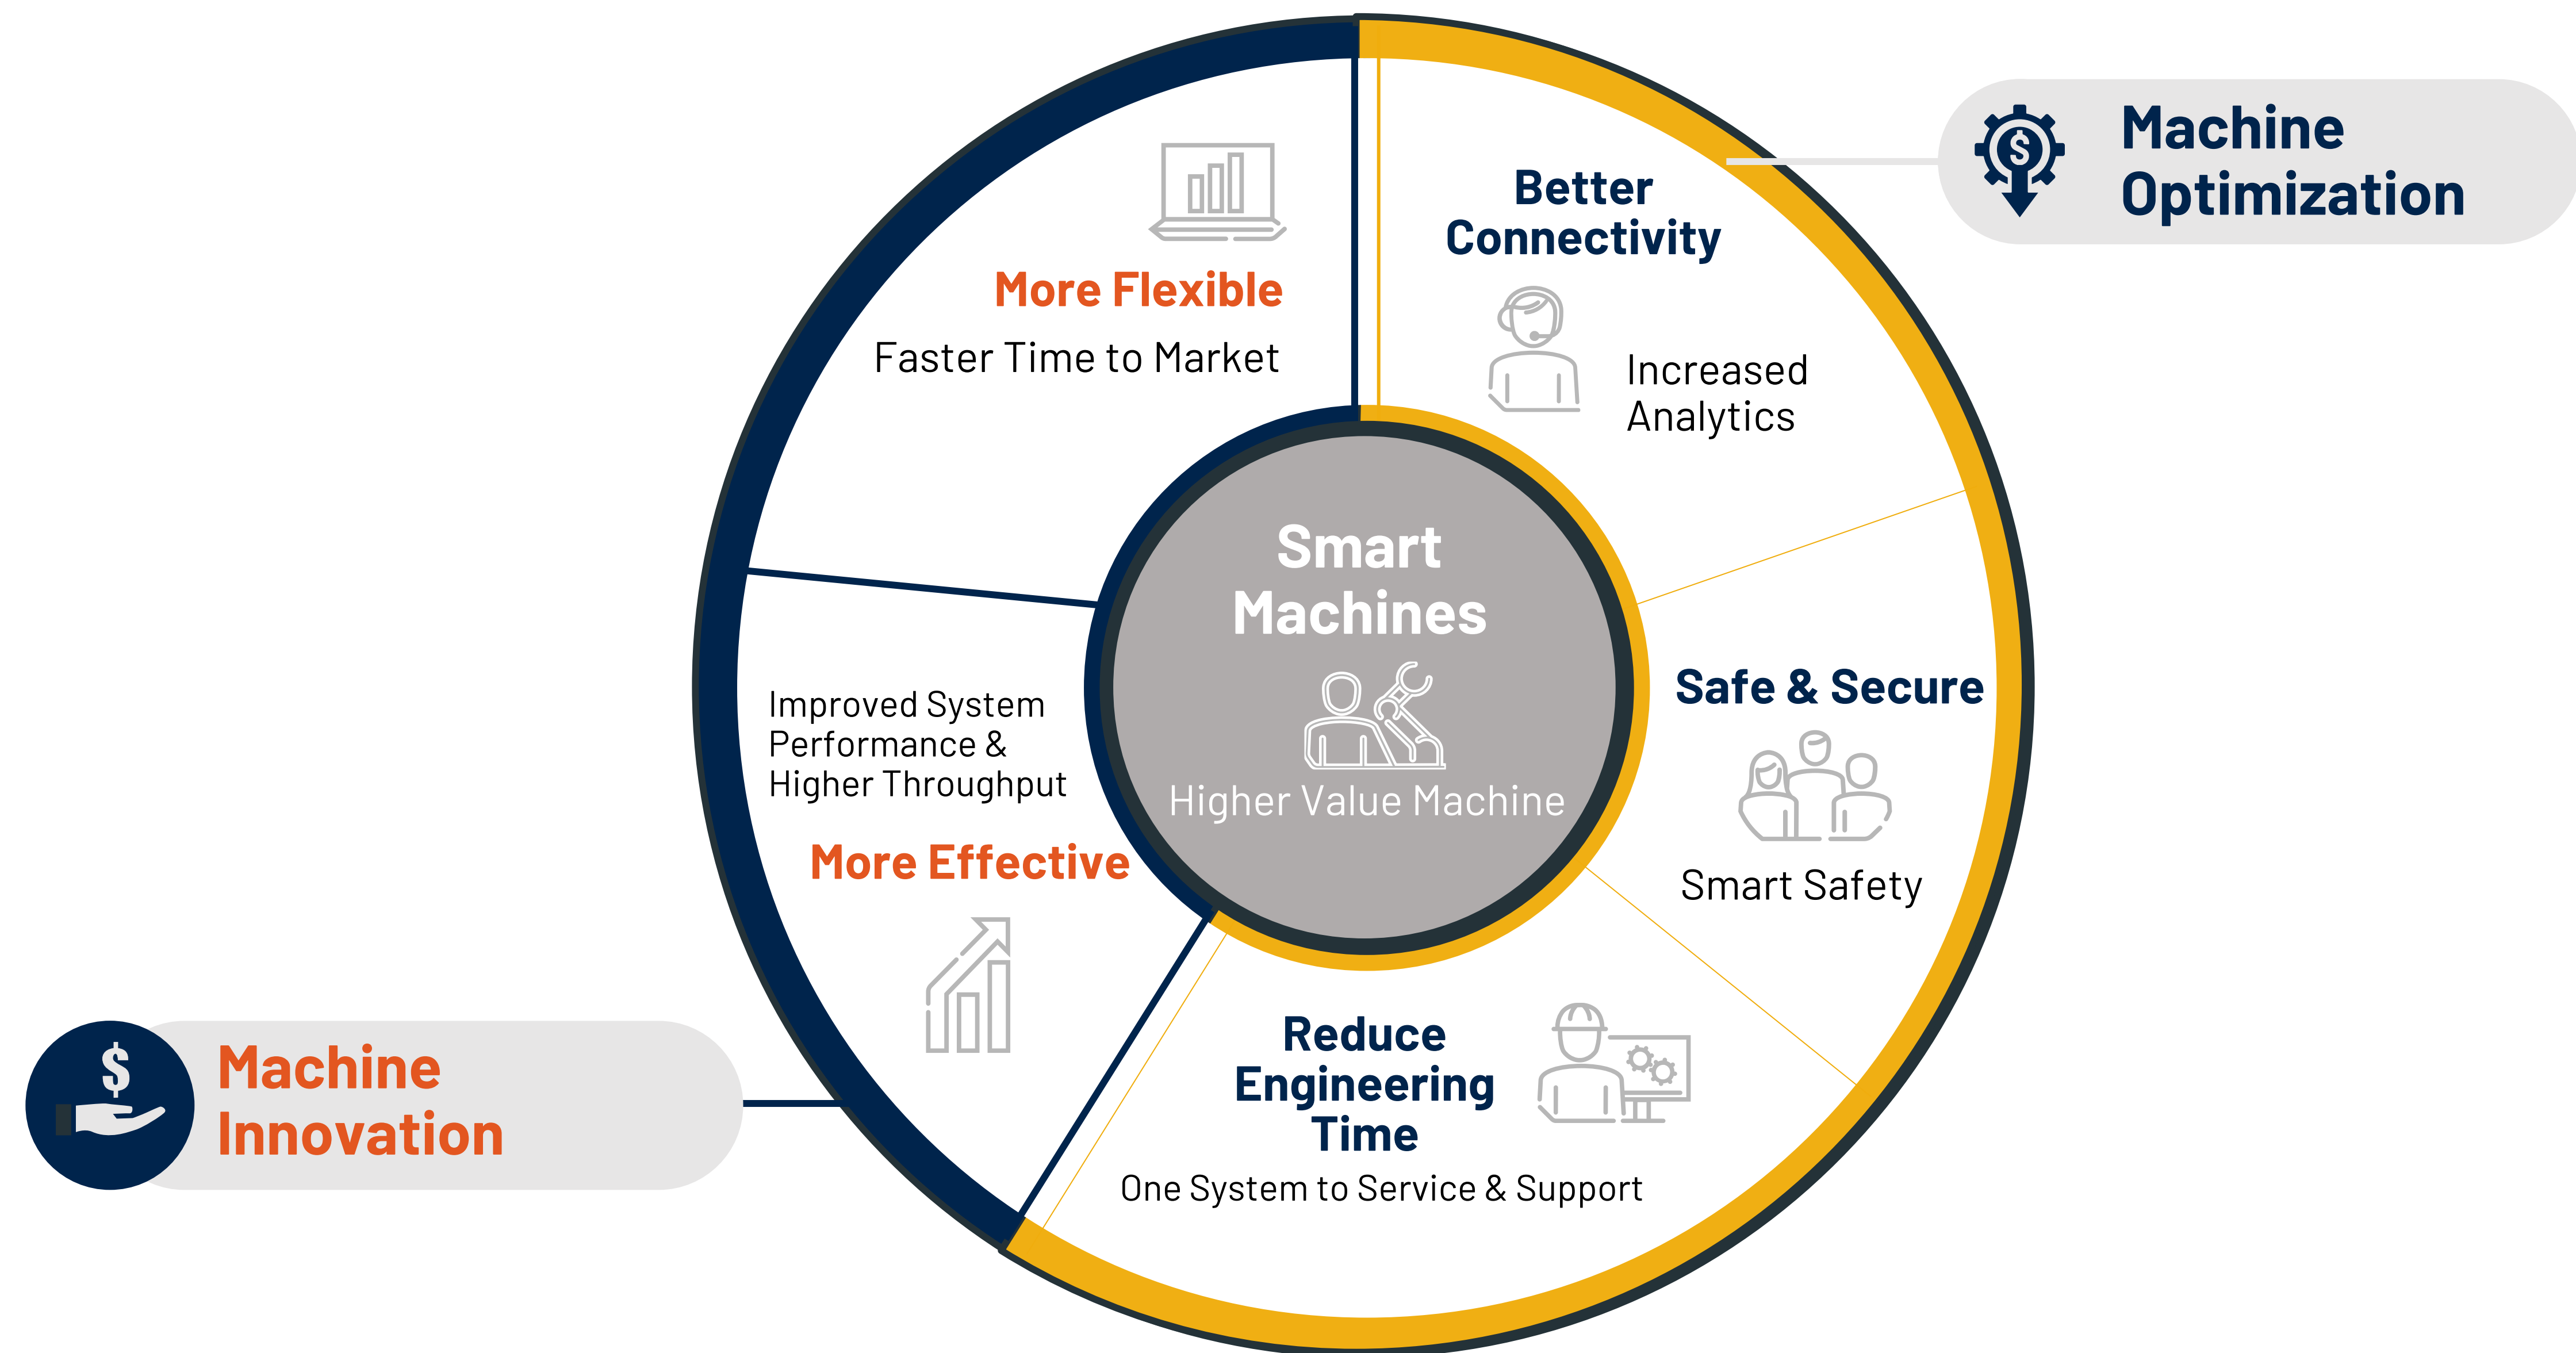 Machine
Optimization
Better
Connectivity
Increased
Analytics
More Flexible
Faster Time to Market
Smart
Machines
Higher Value Machine
Safe & Secure
Smart Safety
Improved System
Performance &
Higher Throughput
More Effective
Reduce
Engineering
Time
One System to Service & Support
$
Machine
Innovation
$